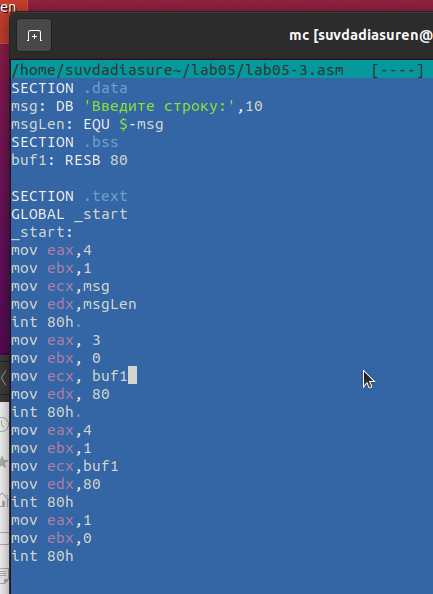 en
mc [suvdadiasuren@
/home/suvdadiasure~/lab05/lab05-3.asm   [----]
SECTION .data
msg: DB 'Введите строку:',10
msgLen: EQU $-msg
SECTION .bss
buf1: RESB 80
SECTION .text
GLOBAL _start
_start:
mov eax,4
mov ebx,1
mov ecx,msg
mov edx,msgLen
int 80h.
mov eax, 3
mov ebx, 0
mov ecx, buf1
mov edx, 80
int 80h.
mov eax,4
mov ebx,1
mov ecx,buf1
mov edx,80
int 80h
mov eax,1
mov ebx,0
int 80h